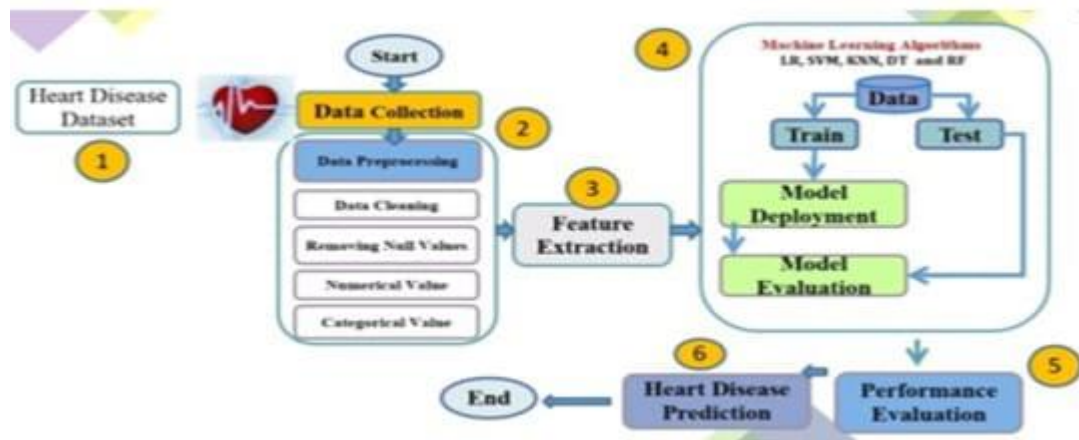 Start
Heart Disease
Dataset
1
Data Collection
2
Data Preprocessing
Data Cleaning
Removing Null Values
Numerical Value
Categorical Value
3
Feature
Extraction
4
Machine Learning Algorithms
LR, SVM, KNN, DT and RF
Data
Train
Test
Model
Deployment
Model
Evaluation
5
Performance
Evaluation
6
Heart Disease
Prediction
End